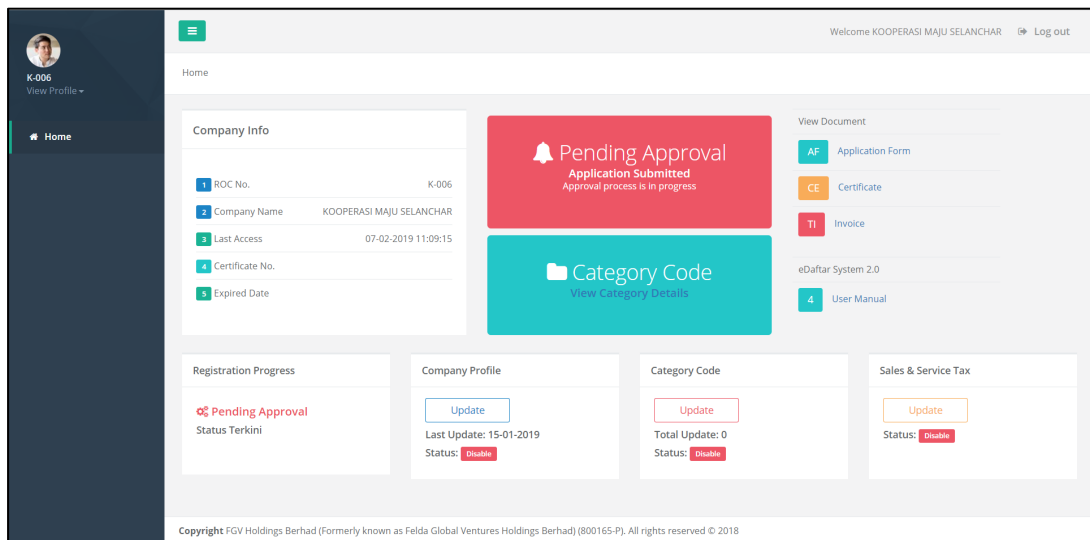 Welcome KOOPERASI MAJU SELANCHAR Log out
K-006
View Profile
Home
Home
Company Info
1 ROC No. K-006
2 Company Name KOOPERASI MAJU SELANCHAR
3 Last Access 07-02-2019 11:09:15
4 Certificate No.
5 Expired Date
Pending Approval
Application Submitted
Approval process is in progress
Category Code
View Category Details
View Document
AF Application Form
CE Certificate
TI Invoice
eDaftar System 2.0
4 User Manual
Registration Progress
Pending Approval
Status Terkini
Company Profile
Update
Last Update: 15-01-2019
Status: Disable
Category Code
Update
Total Update: 0
Status: Disable
Sales & Service Tax
Update
Status: Disable
Copyright FGV Holdings Berhad (Formerly known as Felda Global Ventures Holdings Berhad) (800165-P). All rights reserved © 2018